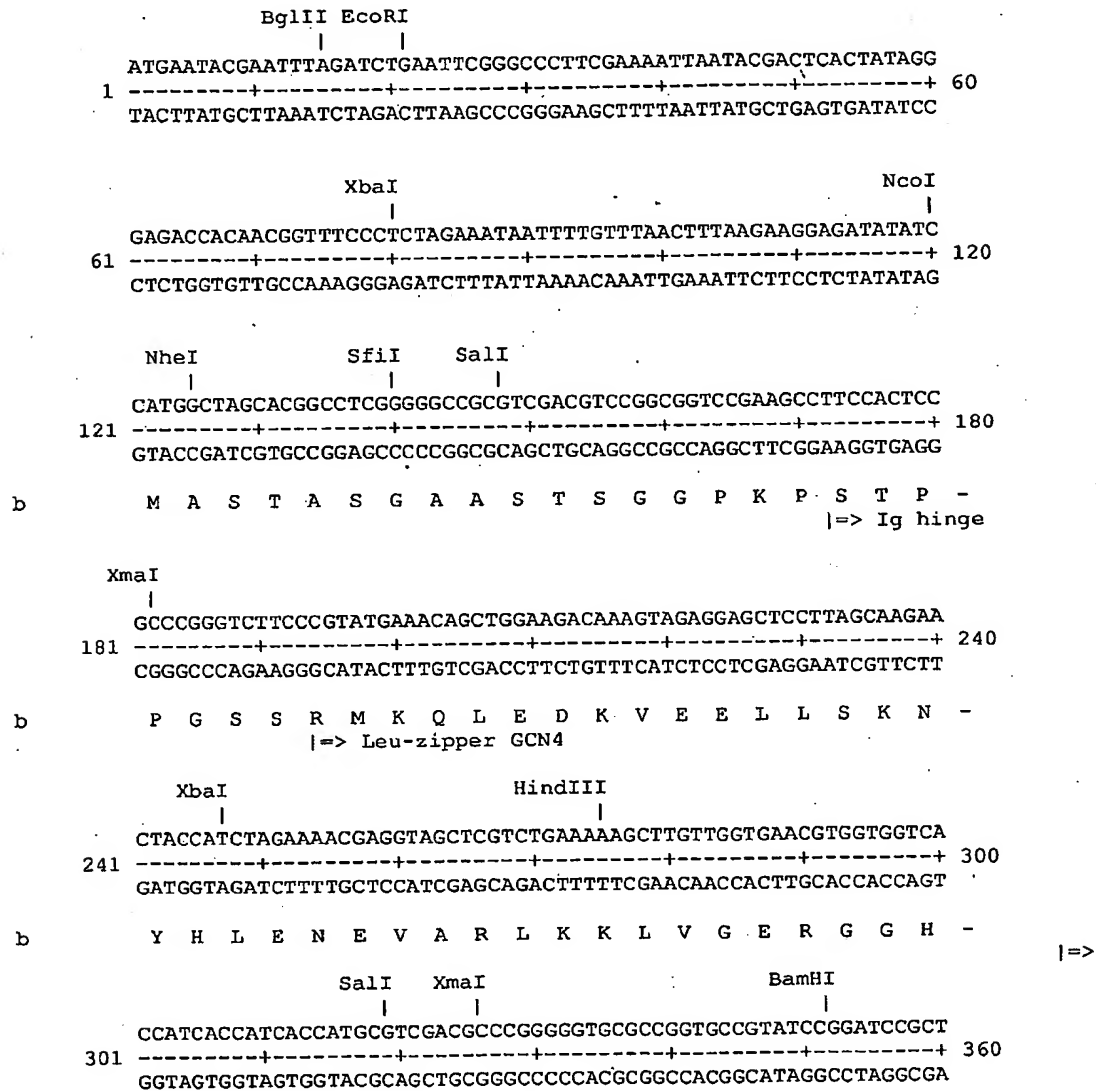 BglII EcoRI
| |
ATGAATACGAATTTAGATCTGAATTCGGGCCCTTCGAAAATTAATACGACTCACTATAGG
1 ---------+---------+---------+---------+---------+---------+ 60
TACTTATGCTTAAATCTAGACTTAAGCCCGGGAAGCTTTTAATTATGCTGAGTGATATCC
XbaI NcoI
| |
GAGACCACAACGGTTTCCCTCTAGAAATAATTTTGTTTAACTTTAAGAAGGAGATATATC
61 ---------+---------+---------+---------+---------+---------+ 120
CTCTGGTGTTGCCAAAGGGAGATCTTTATTAAAACAAATTGAAATTCTTCCTCTATATAG
NheI SfiI SalI
| | |
CATGGCTAGCACGGCCTCGGGGGCCGCGTCGACGTCCGGCGGTCCGAAGCCTTCCACTCC
121 ---------+---------+---------+---------+---------+---------+ 180
GTACCGATCGTGCCGGAGCCCCCGGCGCAGCTGCAGGCCGCCAGGCTTCGGAAGGTGAGG
b M A S T A S G A A S T S G G P K P S T P -
|=> Ig hinge
XmaI
|
GCCCGGGTCTTCCCGTATGAAACAGCTGGAAGACAAAGTAGAGGAGCTCCTTAGCAAGAA
181 ---------+---------+---------+---------+---------+---------+ 240
CGGGCCCAGAAGGGCATACTTTGTCGACCTTCTGTTTCATCTCCTCGAGGAATCGTTCTT
b P G S S R M K Q L E D K V E E L L S K N -
|=> Leu-zipper GCN4
XbaI HindIII
| |
CTACCATCTAGAAAACGAGGTAGCTCGTCTGAAAAAGCTTGTTGGTGAACGTGGTGGTCA
241 ---------+---------+---------+---------+---------+---------+ 300
GATGGTAGATCTTTTGCTCCATCGAGCAGACTTTTTCGAACAACCACTTGCACCACCAGT
b Y H L E N E V A R L K K L V G E R G G H -
|=>
SalI XmaI BamHI
| | |
CCATCACCATCACCATGCGTCGACGCCCGGGGGTGCGCCGGTGCCGTATCCGGATCCGCT
301 ---------+---------+---------+---------+---------+---------+ 360
GGTAGTGGTAGTGGTACGCAGCTGCGGGCCCCCACGCGGCCACGGCATAGGCCTAGGCGA